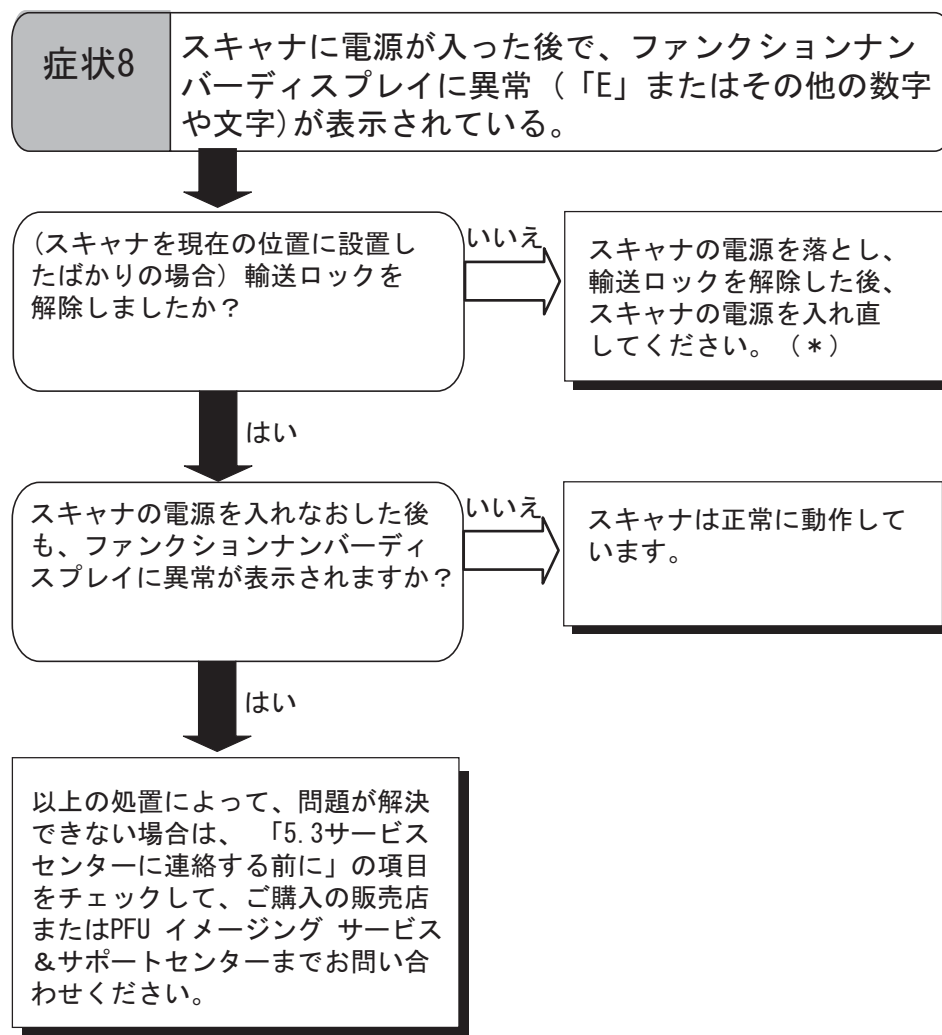 症状8
スキャナに電源が入った後で、ファンクションナン
バーディスプレイに異常（「E」またはその他の数字
や文字)が表示されている。
(スキャナを現在の位置に設置し
たばかりの場合）輸送ロックを
解除しましたか？
いいえ
スキャナの電源を落とし、
輸送ロックを解除した後、
スキャナの電源を入れ直
してください。（＊）
はい
スキャナの電源を入れなおした後
も、ファンクションナンバーディ
スプレイに異常が表示されますか？
いいえ
スキャナは正常に動作して
います。
はい
以上の処置によって、問題が解決
できない場合は、「5.3サービス
センターに連絡する前に」の項目
をチェックして、ご購入の販売店
またはPFU イメージング サービス
＆サポートセンターまでお問い合
わせください。